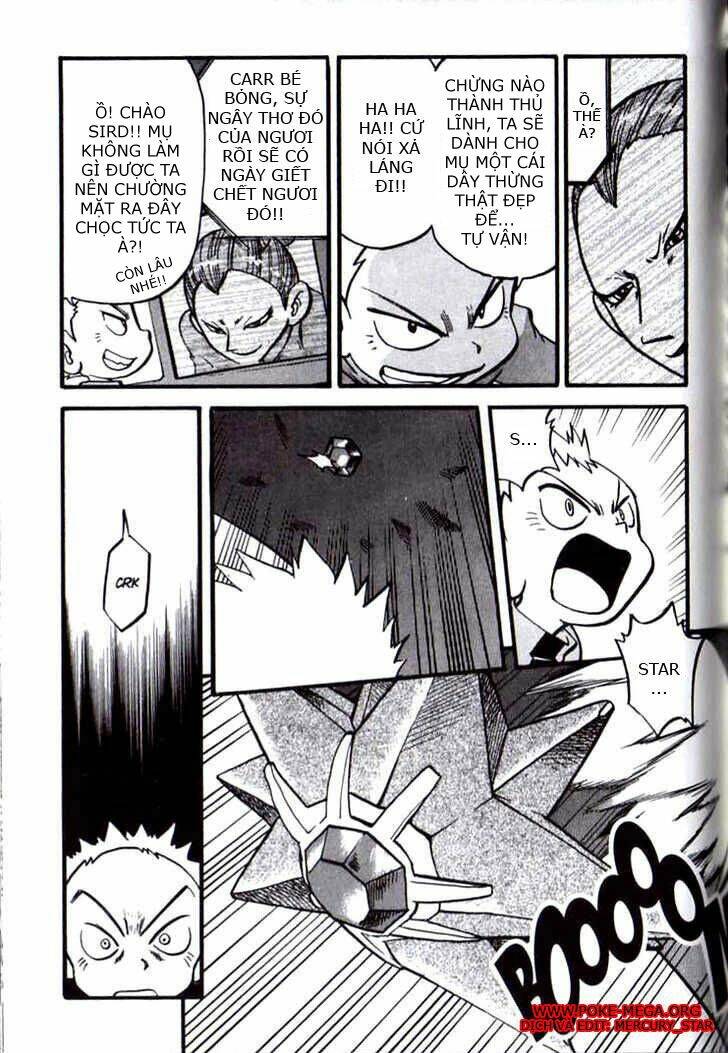 Ồ,
THẾ
À?
CHỪNG NÀO
THÀNH THỦ
LĨNH, TA SẼ
DÀNH CHO
MỤ MỘT CÁI
DÂY THỪNG
THẬT ĐẸP
ĐỂ...
TỰ VẬN!
HA HA
HA!! CỨ
NÓI XẢ
LÁNG
ĐI!!
CARR BÉ
BỎNG, SỰ
NGÂY THƠ ĐÓ
CỦA NGƯƠI
RỒI SẼ CÓ
NGÀY GIẾT
CHẾT NGƯƠI
ĐÓ!!
Ồ! CHÀO
SIRD!! MỤ
KHÔNG LÀM
GÌ ĐƯỢC TA
NÊN CHƯỜNG
MẶT RA ĐÂY
CHỌC TỨC TA
À?!
CÒN LÂU
NHÉ!!
S...
STAR
...
CRK
BOOOOO
WWW.POKE-MEGA.ORG
DỊCH VÀ EDIT: MERCURY_STAR